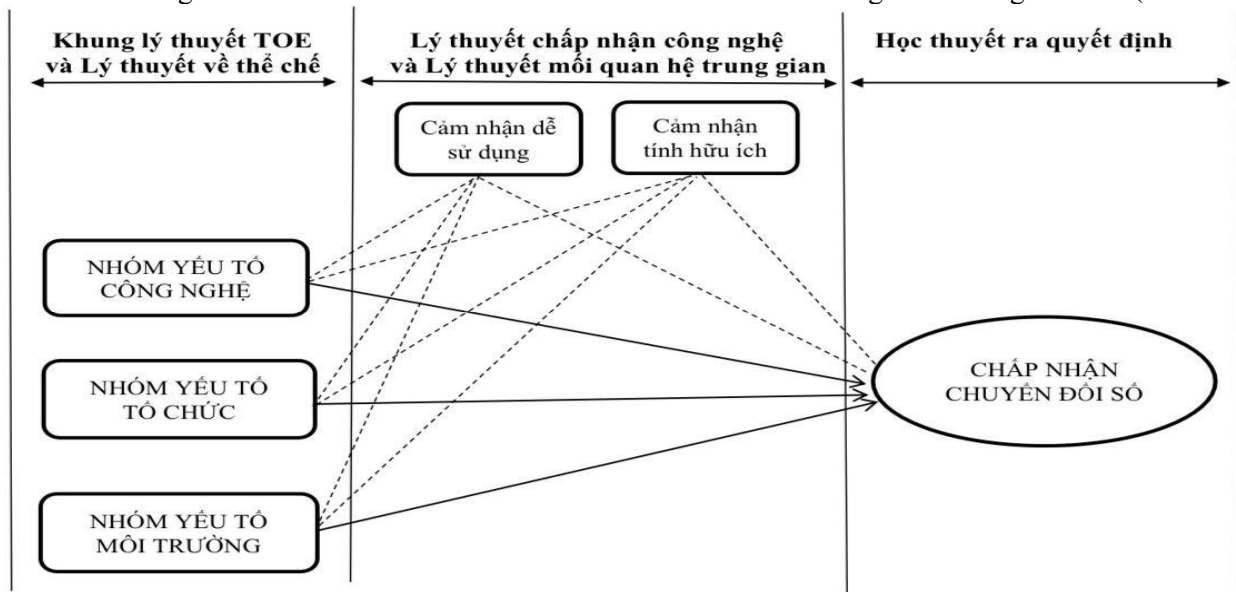 Khung lý thuyết TOE
và Lý thuyết về thể chế
Lý thuyết chấp nhận công nghệ
và Lý thuyết mối quan hệ trung gian
Học thuyết ra quyết định
Cảm nhận dễ
sử dụng
Cảm nhận
tính hữu ích
NHÓM YẾU TỐ
CÔNG NGHỆ
NHÓM YẾU TỐ
TỔ CHỨC
NHÓM YẾU TỐ
MÔI TRƯỜNG
CHẤP NHẬN
CHUYỂN ĐỔI SỐ